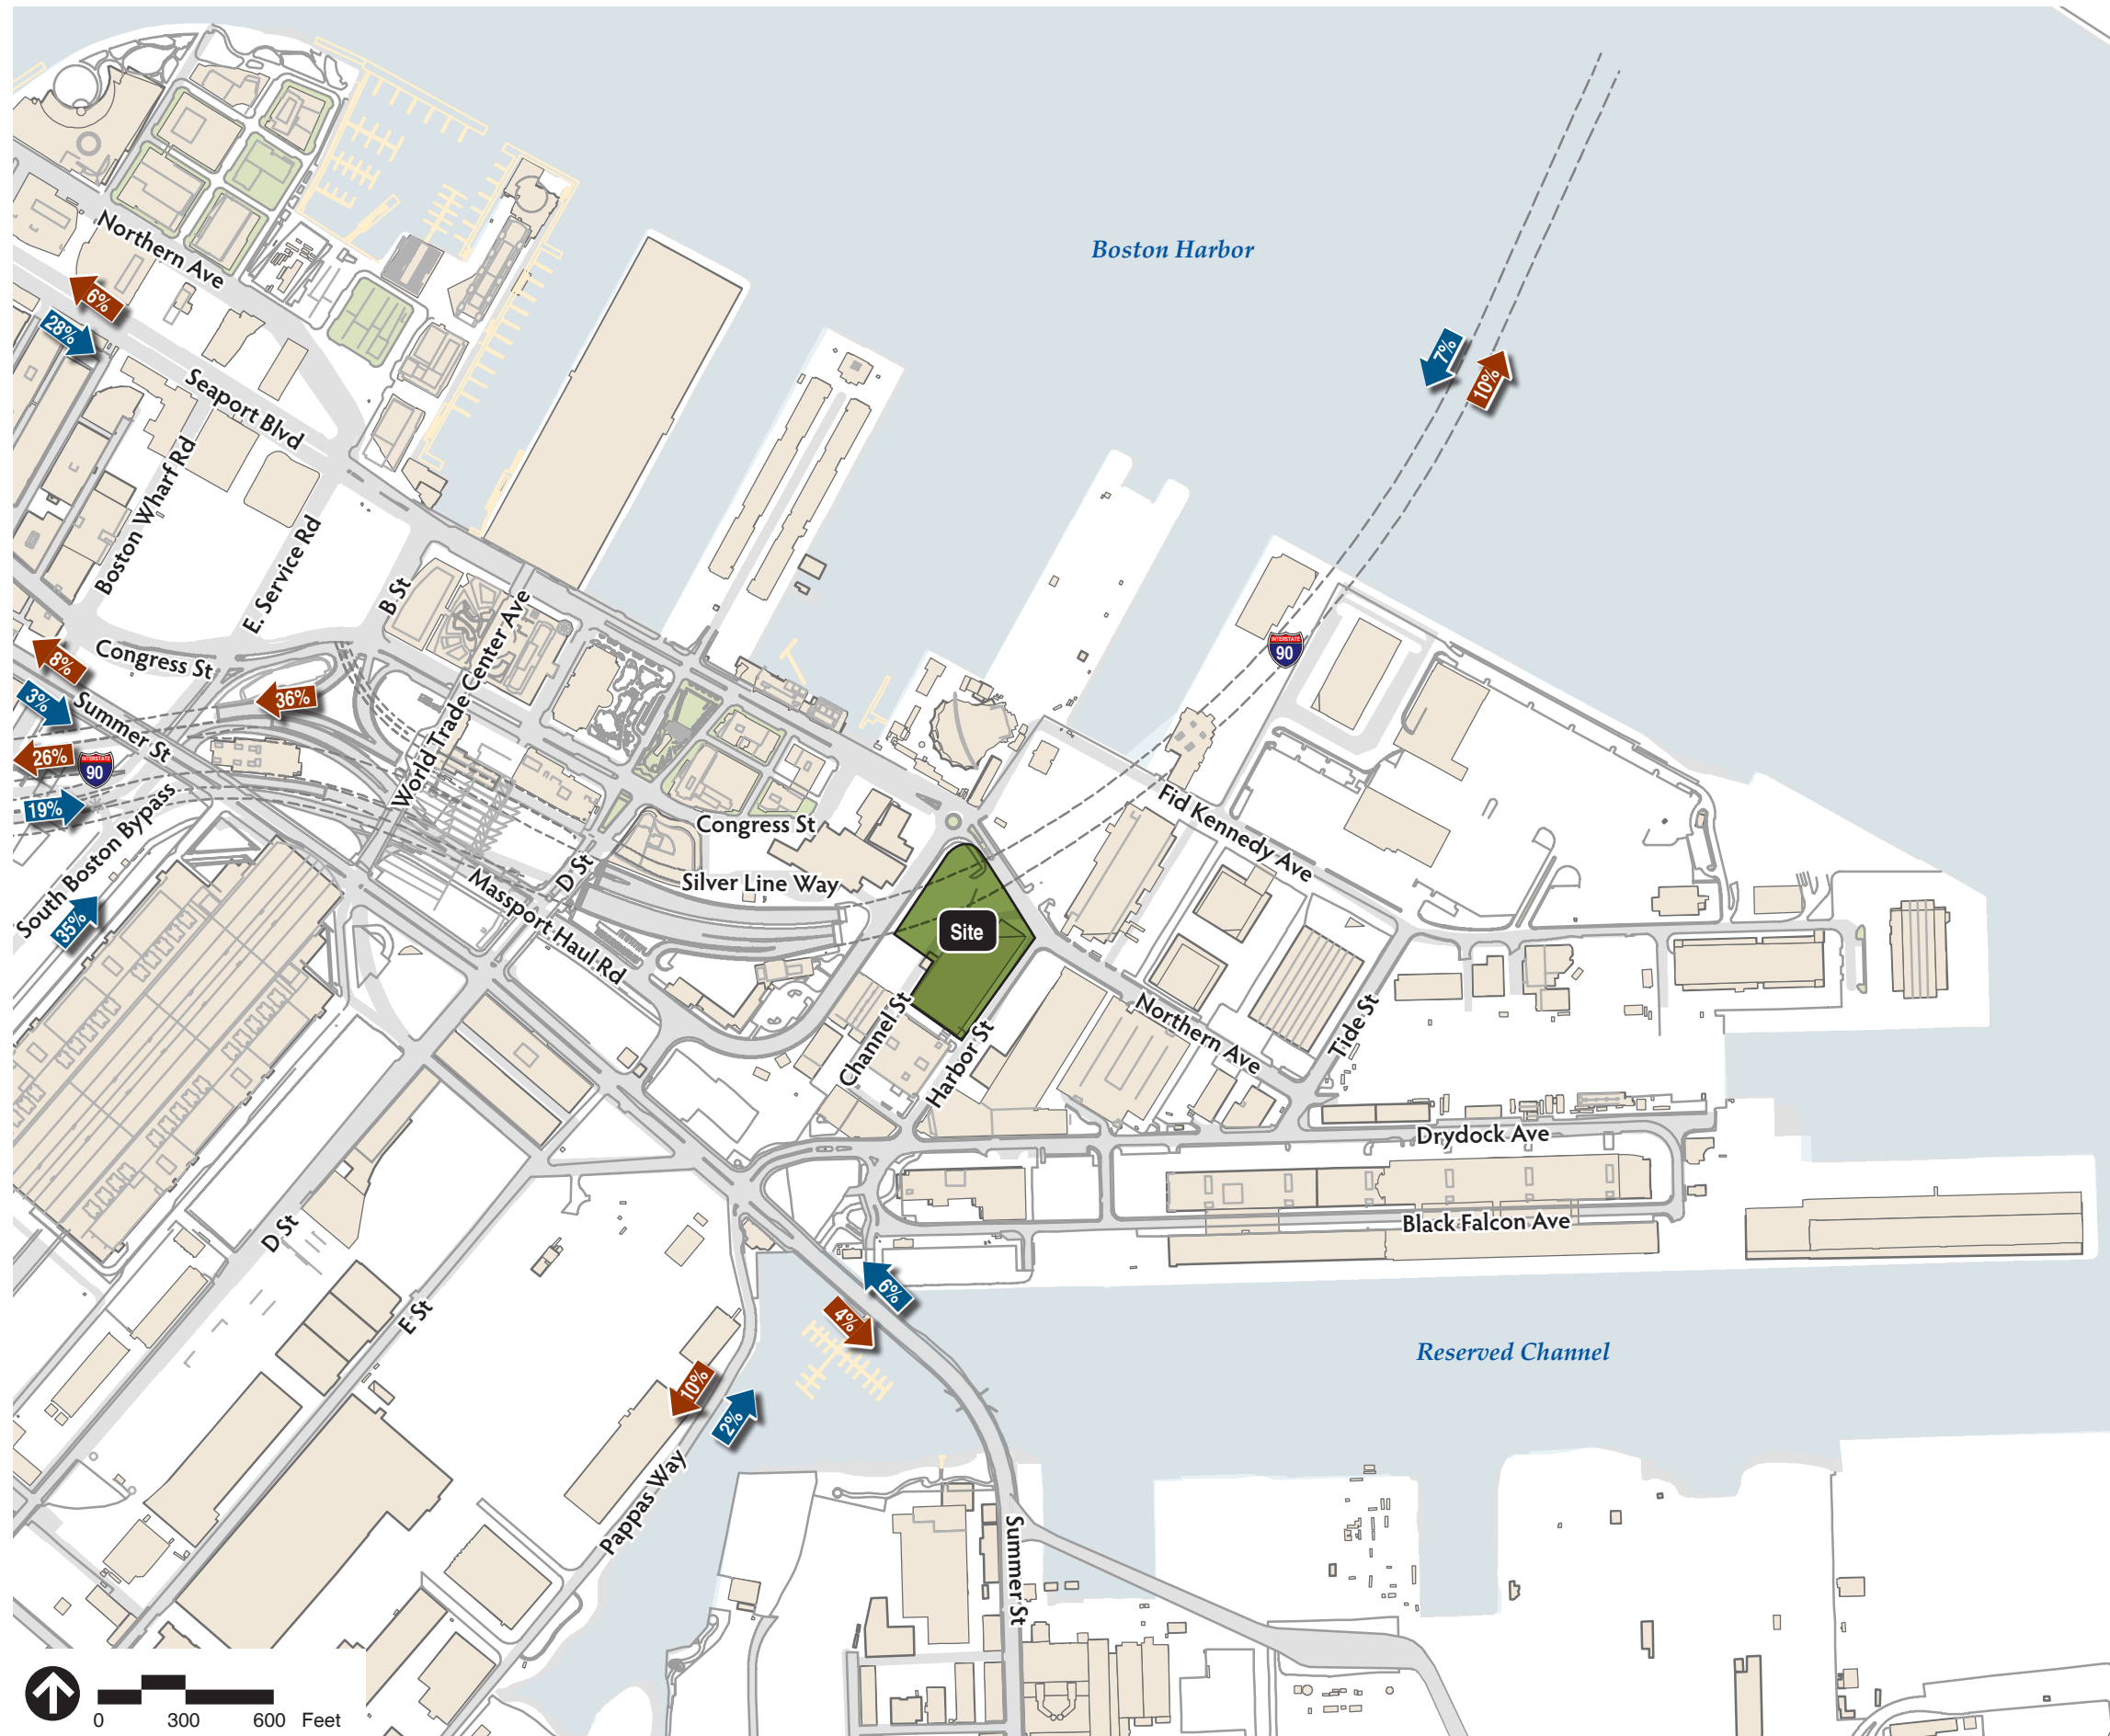 Boston Harbor
Northern Ave
6%
28%
7%
10%
Seaport Blvd
Boston Wharf Rd
E. Service Rd
B St
World Trade Center Ave
INTERSTATE
90
Congress St
8%
3%
36%
Summer St
26%
INTERSTATE
90
19%
South Boston Bypass
35%
Congress St
Fid Kennedy Ave
D St
Silver Line Way
Massport Haul Rd
Site
Channel St
Harbor St
Northern Ave
Tide St
Drydock Ave
Black Falcon Ave
D St
E St
6%
4%
Reserved Channel
10%
2%
Pappas Way
Summer St
0 300 600 Feet